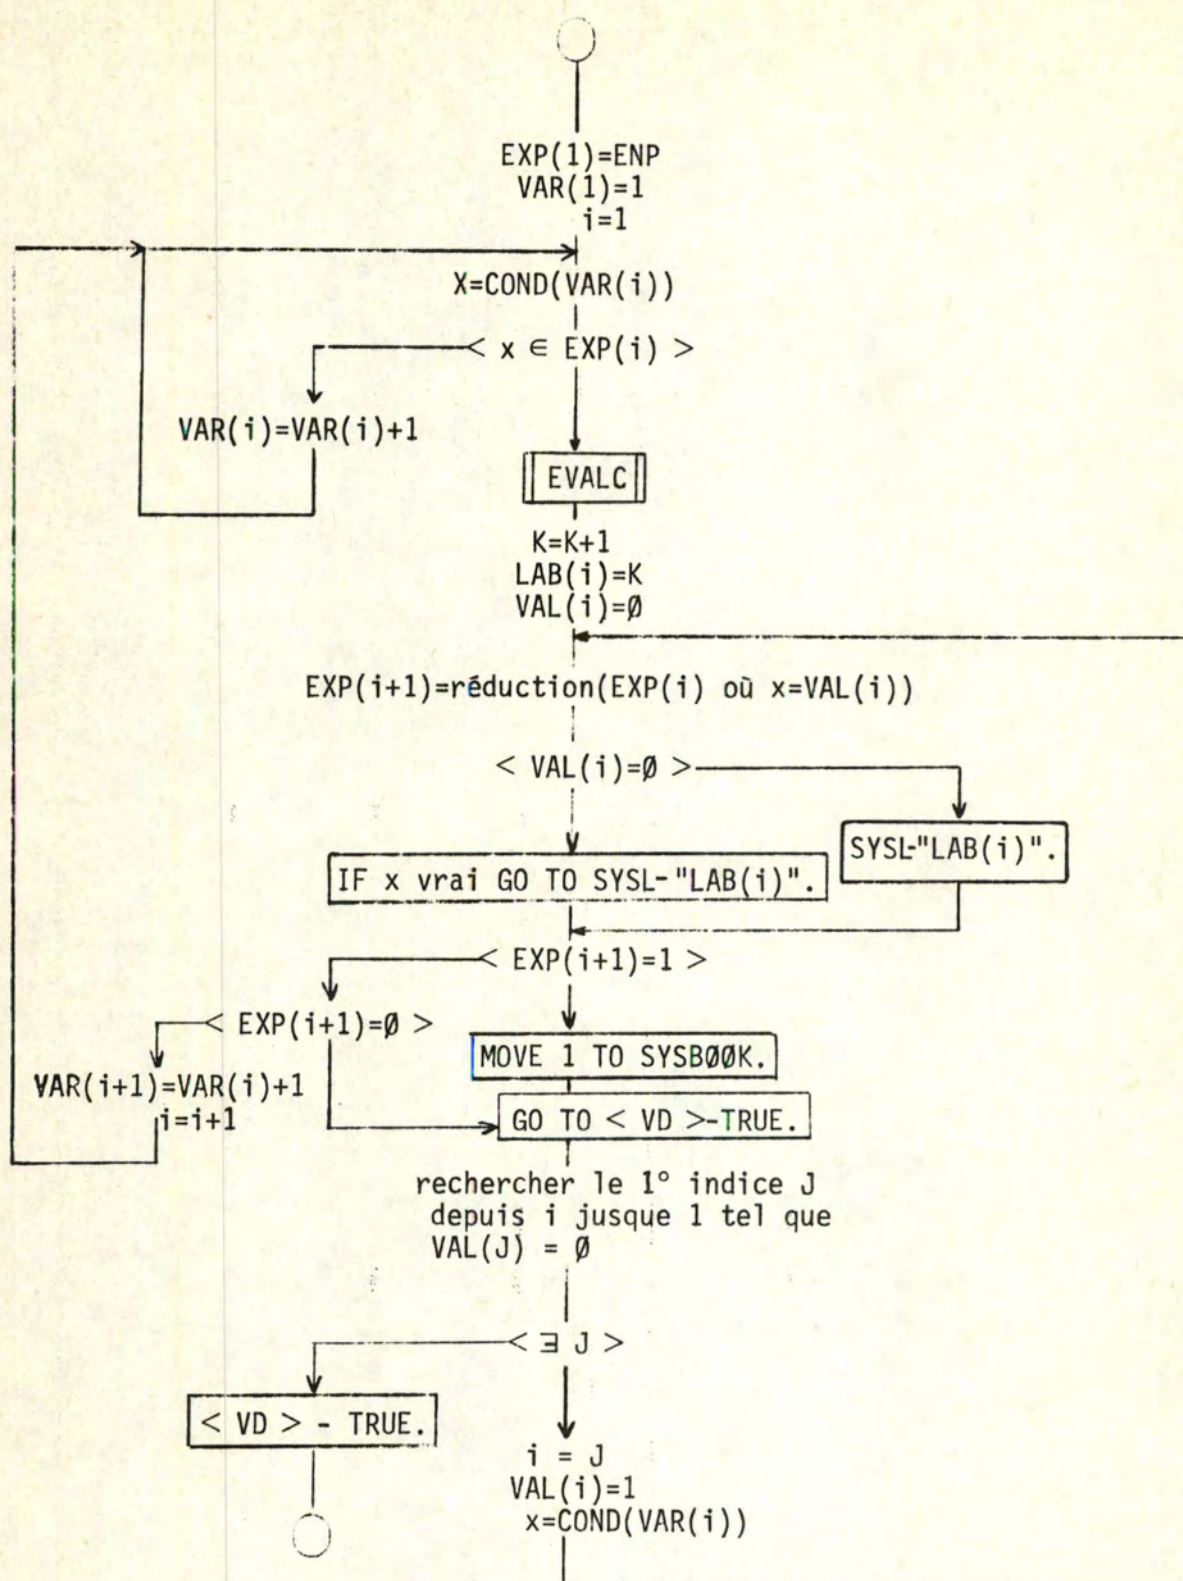 EXP(1)=ENP
VAR(1)=1
i=1
X=COND(VAR(i))
< x ∈ EXP(i) >
VAR(i)=VAR(i)+1
EVALC
K=K+1
LAB(i)=K
VAL(i)=Ø
EXP(i+1)=réduction(EXP(i) où x=VAL(i))
< VAL(i)=Ø >
SYSL-"LAB(i)".
IF x vrai GO TO SYSL-"LAB(i)".
< EXP(i+1)=1 >
< EXP(i+1)=Ø >
MOVE 1 TO SYSBØØK.
VAR(i+1)=VAR(i)+1
i=i+1
GO TO < VD >-TRUE.
rechercher le 1° indice J
depuis i jusque 1 tel que
VAL(J) = Ø
< ∃ J >
< VD > - TRUE.
i = J
VAL(i)=1
x=COND(VAR(i))